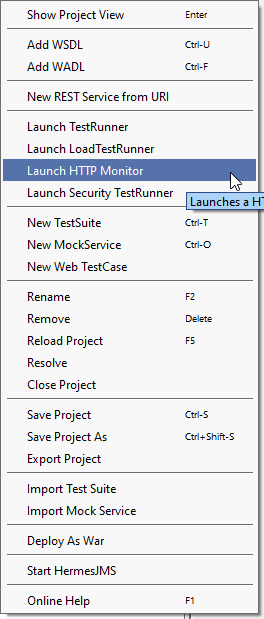 Show Project View Enter
Add WSDL Ctrl-U
Add WADL Ctrl-F
New REST Service from URI
Launch TestRunner
Launch LoadTestRunner
Launch HTTP Monitor
Launch Security TestRunner
Launches a HT
New TestSuite Ctrl-T
New MockService Ctrl-O
New Web TestCase
Rename F2
Remove Delete
Reload Project F5
Resolve
Close Project
Save Project Ctrl-S
Save Project As Ctrl+Shift-S
Export Project
Import Test Suite
Import Mock Service
Deploy As War
Start HermesJMS
Online Help F1